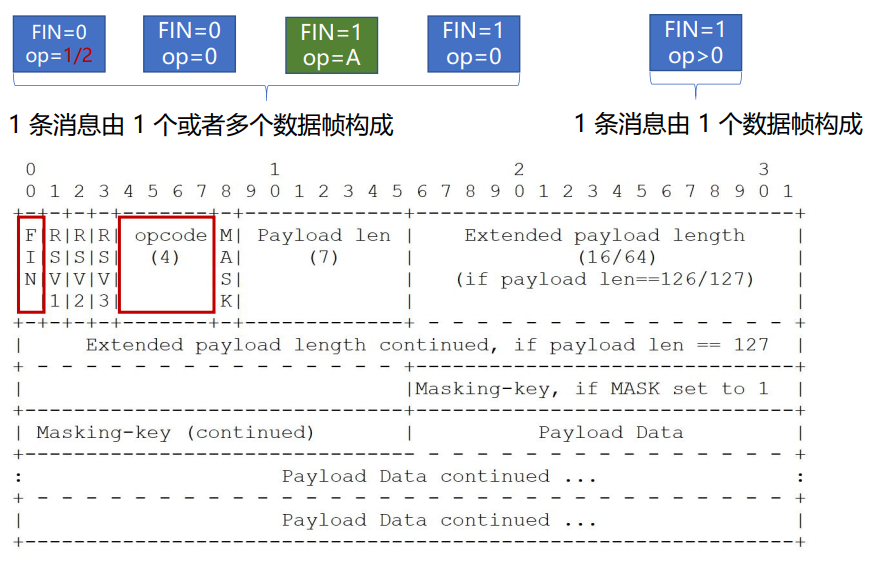 FIN=0 FIN=0 FIN=1 FIN=1 FIN=1
op=1/2 op=0 op=A op=0 op>0
1 条消息由 1 个或者多个数据帧构成 1 条消息由 1 个数据帧构成
0 1 2 3
0 1 2 3 4 5 6 7 8 9 0 1 2 3 4 5 6 7 8 9 0 1 2 3 4 5 6 7 8 9 0 1
+-+-+-+-+-------+-+-------------+-------------------------------+
|F|R|R|R| opcode|M| Payload len | Extended payload length |
|I|S|S|S| (4) |A| (7) | (16/64) |
|N|V|V|V| |S| | (if payload len==126/127) |
| |1|2|3| |K| | |
+-+-+-+-+-------+-+-------------+ - - - - - - - - - - - - - - - +
| Extended payload length continued, if payload len == 127 |
+ - - - - - - - - - - - - - - - +-------------------------------+
| |Masking-key, if MASK set to 1 |
+-------------------------------+-------------------------------+
| Masking-key (continued) | Payload Data |
+-------------------------------- - - - - - - - - - - - - - - - +
: Payload Data continued ... :
+ - - - - - - - - - - - - - - - - - - - - - - - - - - - - - - - +
| Payload Data continued ... |
+---------------------------------------------------------------+